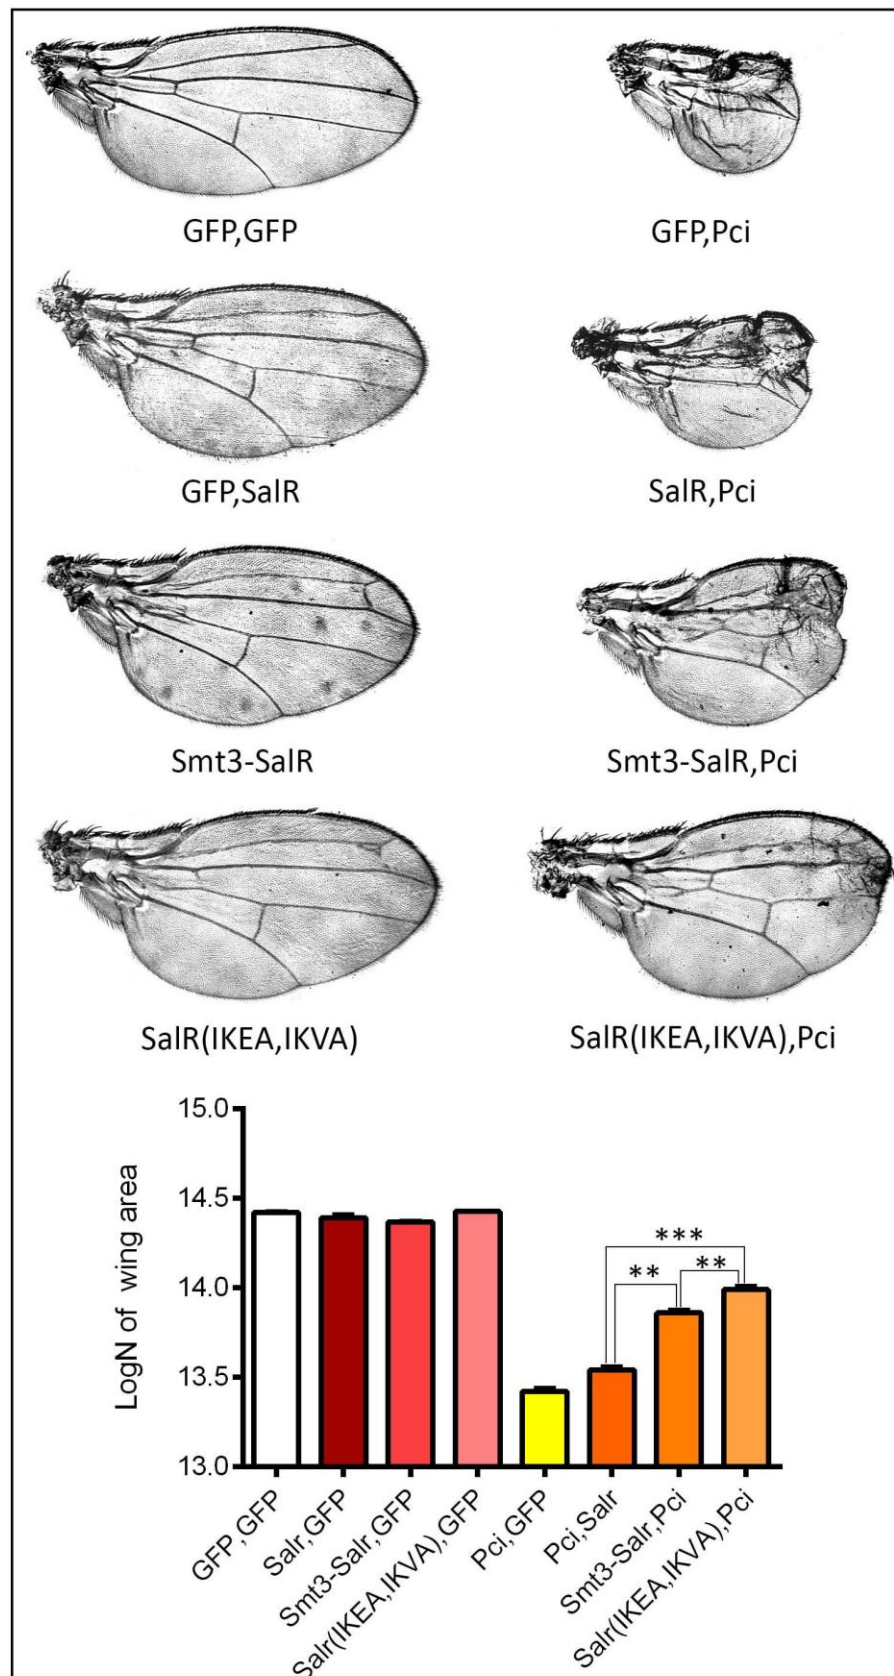 GFP,GFP
GFP,Pci
GFP,SalR
SalR,Pci
Smt3-SalR
Smt3-SalR,Pci
SalR(IKEA,IKVA)
SalR(IKEA,IKVA),Pci
LogN of wing area
15.0
14.5
14.0
13.5
13.0
***
**
**
GFP,GFP
Salr,GFP
Smt3-Salr,GFP
Salr(IKEA,IKVA),GFP
Pci,GFP
Pci,Salr
Smt3-Salr,Pci
Salr(IKEA,IKVA),Pci